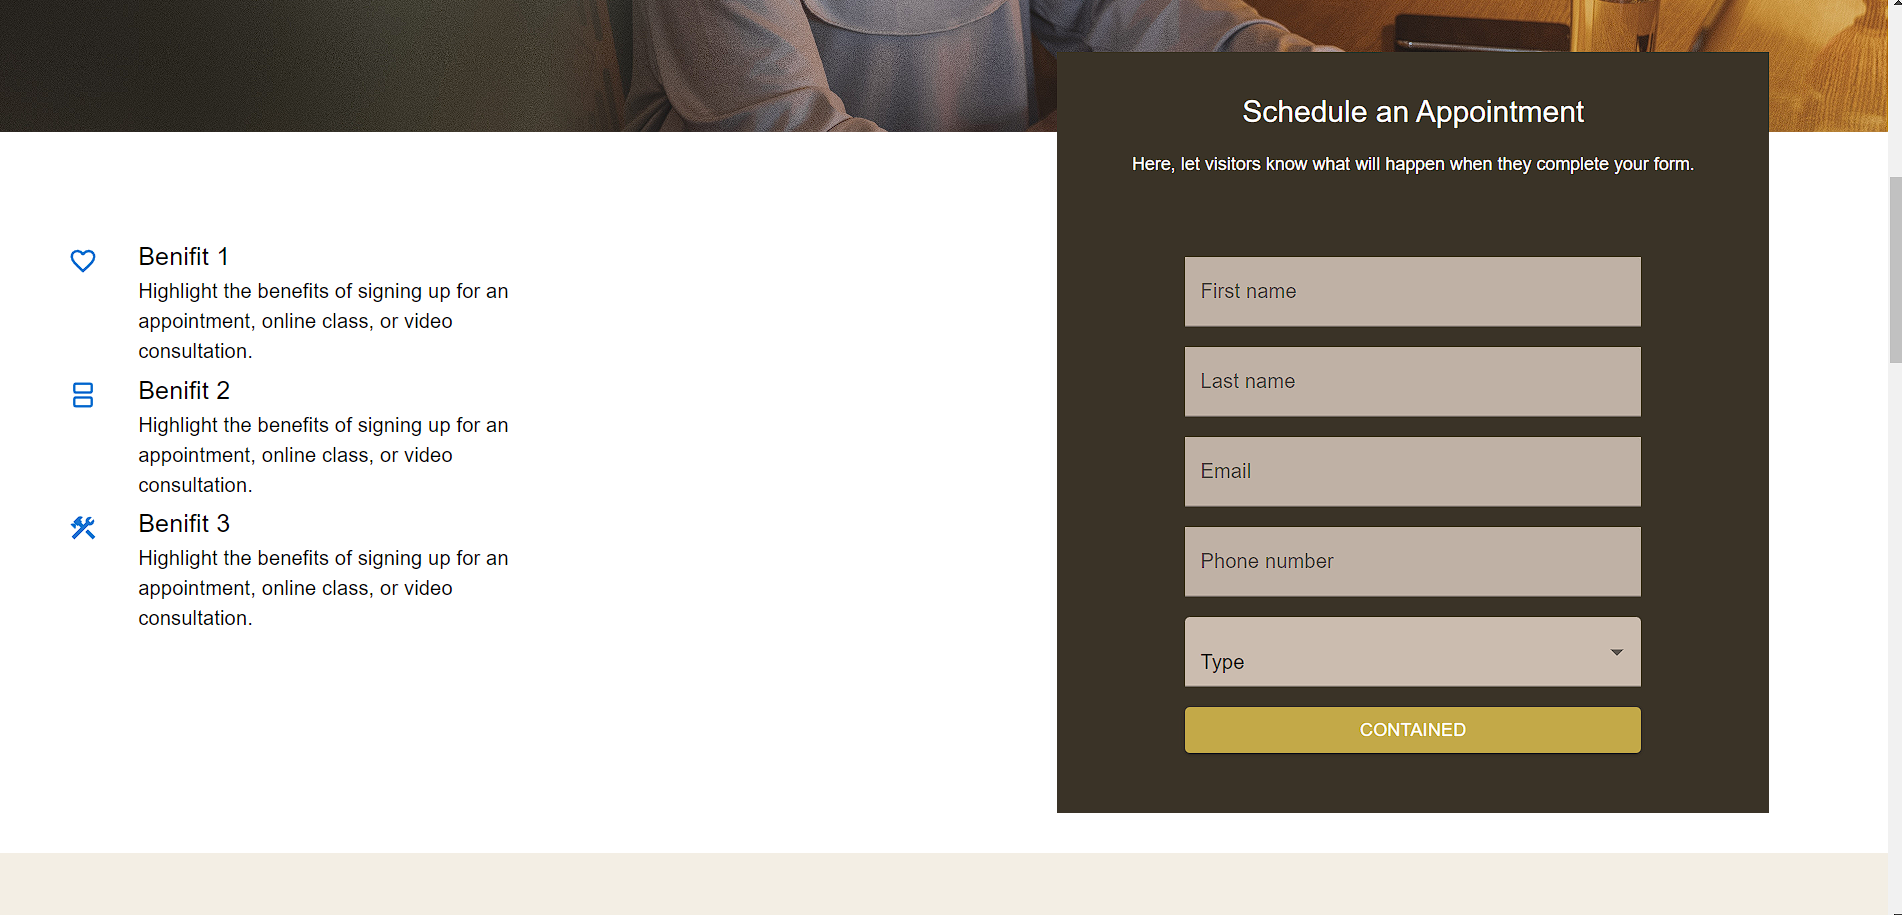 Schedule an Appointment
Here, let visitors know what will happen when they complete your form.
Benifit 1
Highlight the benefits of signing up for an
appointment, online class, or video
consultation.
Benifit 2
Highlight the benefits of signing up for an
appointment, online class, or video
consultation.
Benifit 3
Highlight the benefits of signing up for an
appointment, online class, or video
consultation.
First name
Last name
Email
Phone number
Type
CONTAINED